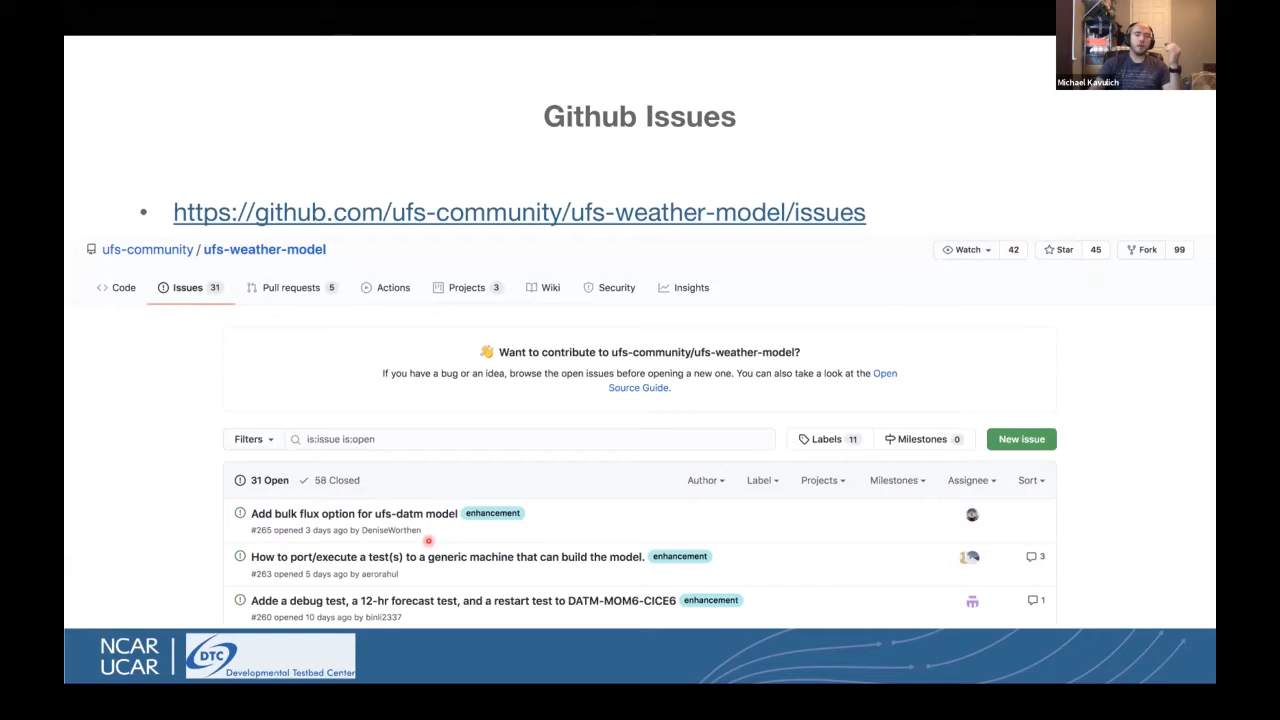 Michael Kavulich
Github Issues
• https://github.com/ufs-community/ufs-weather-model/issues
ufs-community / ufs-weather-model
Watch 42 Star 45 Fork 99
Code Issues 31 Pull requests 5 Actions Projects 3 Wiki Security Insights
👋 Want to contribute to ufs-community/ufs-weather-model?
If you have a bug or an idea, browse the open issues before opening a new one. You can also take a look at the Open
Source Guide.
Filters is:issue is:open Labels 11 Milestones 0 New issue
31 Open 58 Closed Author Label Projects Milestones Assignee Sort
Add bulk flux option for ufs-datm model enhancement
#265 opened 3 days ago by DeniseWorthen
How to port/execute a test(s) to a generic machine that can build the model. enhancement 3
#263 opened 5 days ago by aerorahul
Adde a debug test, a 12-hr forecast test, and a restart test to DATM-MOM6-CICE6 enhancement 1
#260 opened 10 days ago by binli2337
NCAR
UCAR
DTC
Developmental Testbed Center